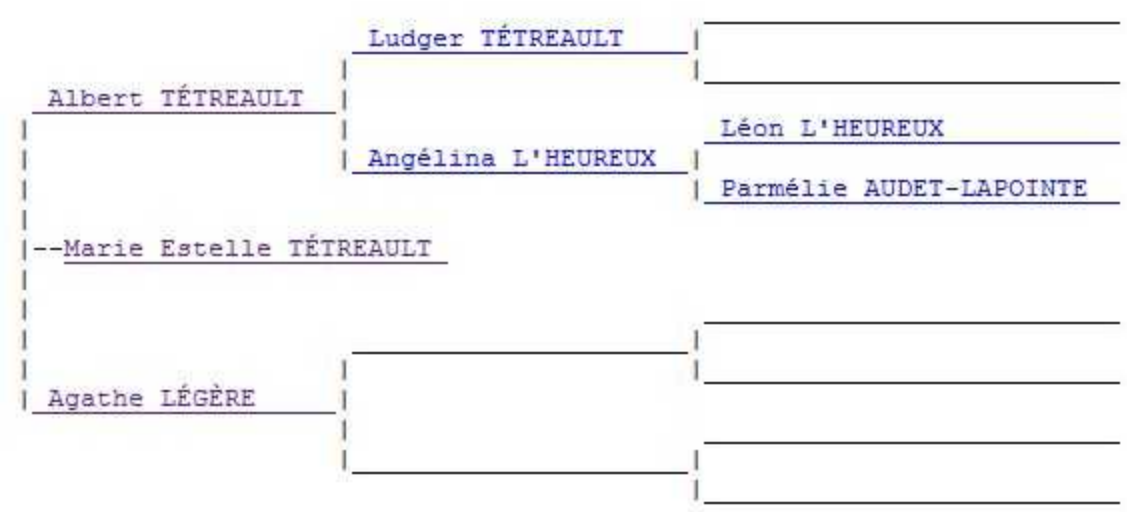 Ludger TÉTREAULT
Albert TÉTREAULT
Léon L'HEUREUX
Angélina L'HEUREUX
Parmélie AUDET-LAPOINTE
--Marie Estelle TÉTREAULT
Agathe LÉGÈRE